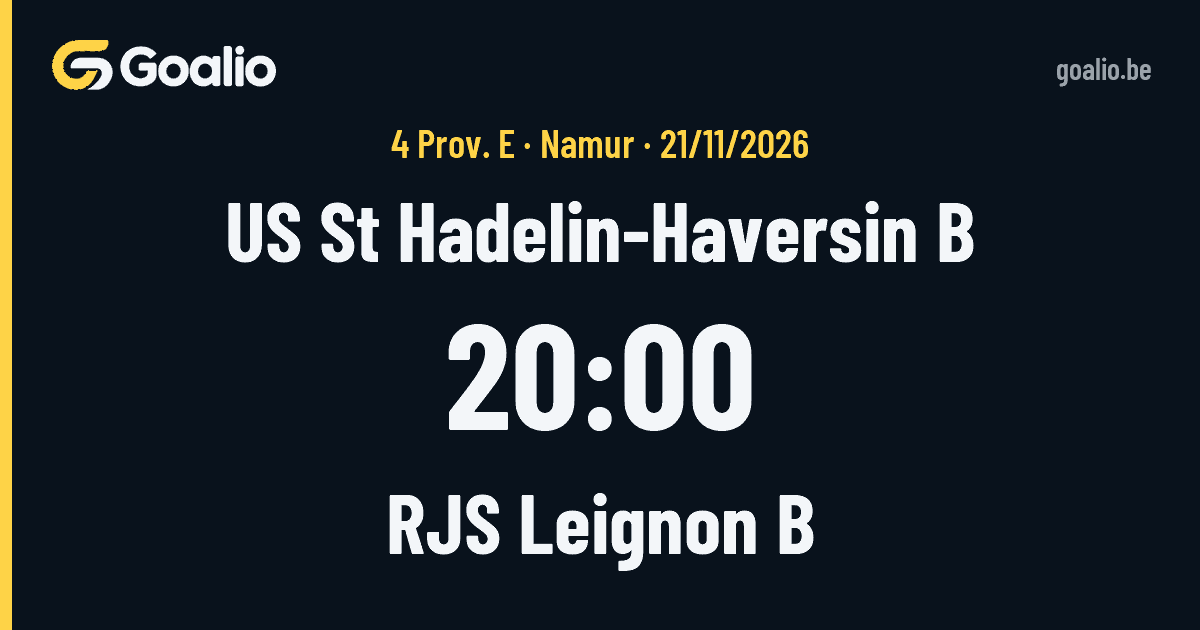 Goalio
goalio.be
4 Prov. E · Namur · 21/11/2026
US St Hadelin-Haversin B
20:00
RJS Leignon B